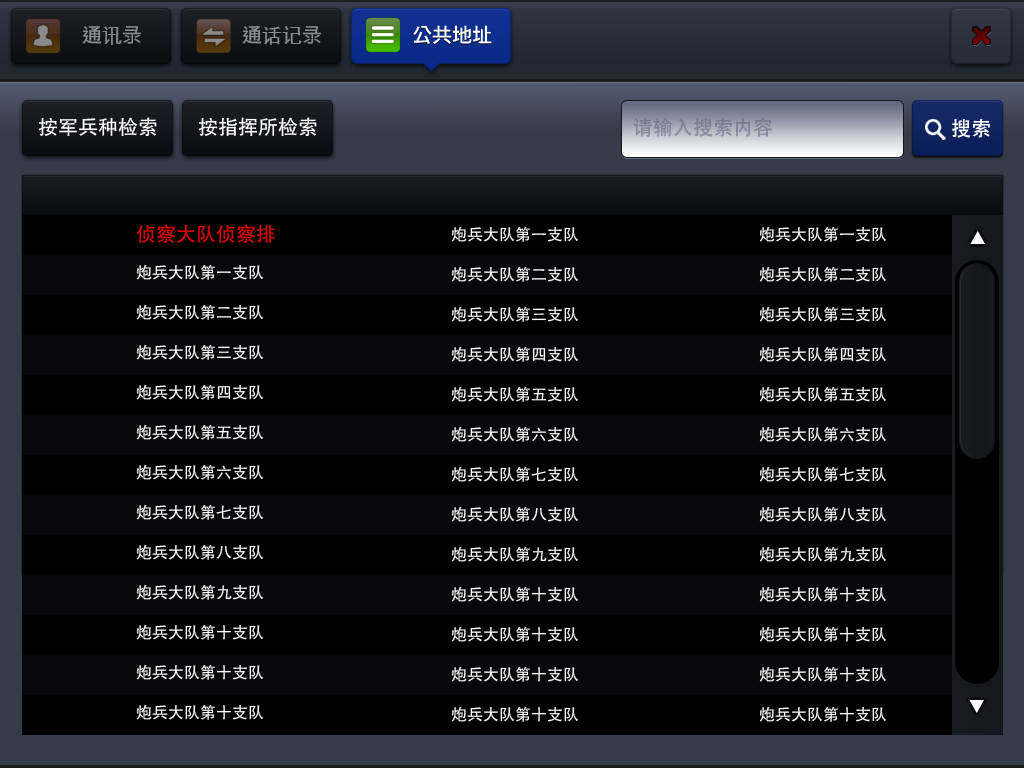 通讯录 通话记录 公共地址
按军兵种检索 按指挥所检索 请输入搜索内容 搜索
侦察大队侦察排 炮兵大队第一支队 炮兵大队第一支队
炮兵大队第一支队 炮兵大队第二支队 炮兵大队第二支队
炮兵大队第二支队 炮兵大队第三支队 炮兵大队第三支队
炮兵大队第三支队 炮兵大队第四支队 炮兵大队第四支队
炮兵大队第四支队 炮兵大队第五支队 炮兵大队第五支队
炮兵大队第五支队 炮兵大队第六支队 炮兵大队第六支队
炮兵大队第六支队 炮兵大队第七支队 炮兵大队第七支队
炮兵大队第七支队 炮兵大队第八支队 炮兵大队第八支队
炮兵大队第八支队 炮兵大队第九支队 炮兵大队第九支队
炮兵大队第九支队 炮兵大队第十支队 炮兵大队第十支队
炮兵大队第十支队 炮兵大队第十支队 炮兵大队第十支队
炮兵大队第十支队 炮兵大队第十支队 炮兵大队第十支队
炮兵大队第十支队 炮兵大队第十支队 炮兵大队第十支队